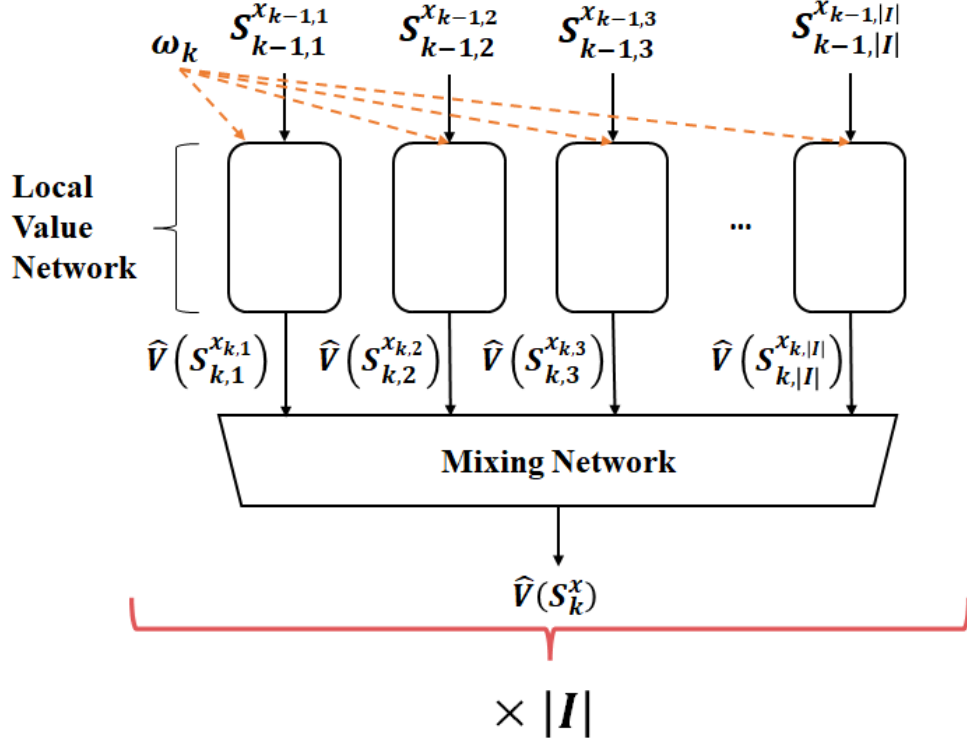 ω_k
S_{k−1,1}^{x_{k−1,1}} S_{k−1,2}^{x_{k−1,2}} S_{k−1,3}^{x_{k−1,3}} S_{k−1,|I|}^{x_{k−1,|I|}}
Local
Value
Network
...
V̂(S_{k,1}^{x_{k,1}}) V̂(S_{k,2}^{x_{k,2}}) V̂(S_{k,3}^{x_{k,3}}) V̂(S_{k,|I|}^{x_{k,|I|}})
Mixing Network
V̂(S_k^x)
× |I|